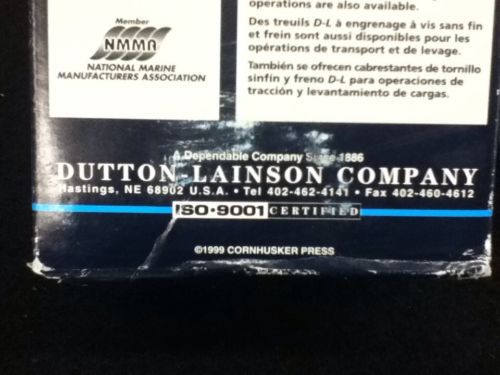 operations are also available.
Des treuils D-L à engrenage à vis sans fin
et frein sont aussi disponibles pour les
opérations de transport et de levage.
También se ofrecen cabrestantes de tornillo
sinfín y freno D-L para operaciones de
tracción y levantamiento de cargas.
Member
NMMA
NATIONAL MARINE
MANUFACTURERS ASSOCIATION
A Dependable Company Since 1886
DUTTON-LAINSON COMPANY
Hastings, NE 68902 U.S.A. • Tel 402-462-4141 • Fax 402-460-4612
ISO•9001 CERTIFIED
©1999 CORNHUSKER PRESS